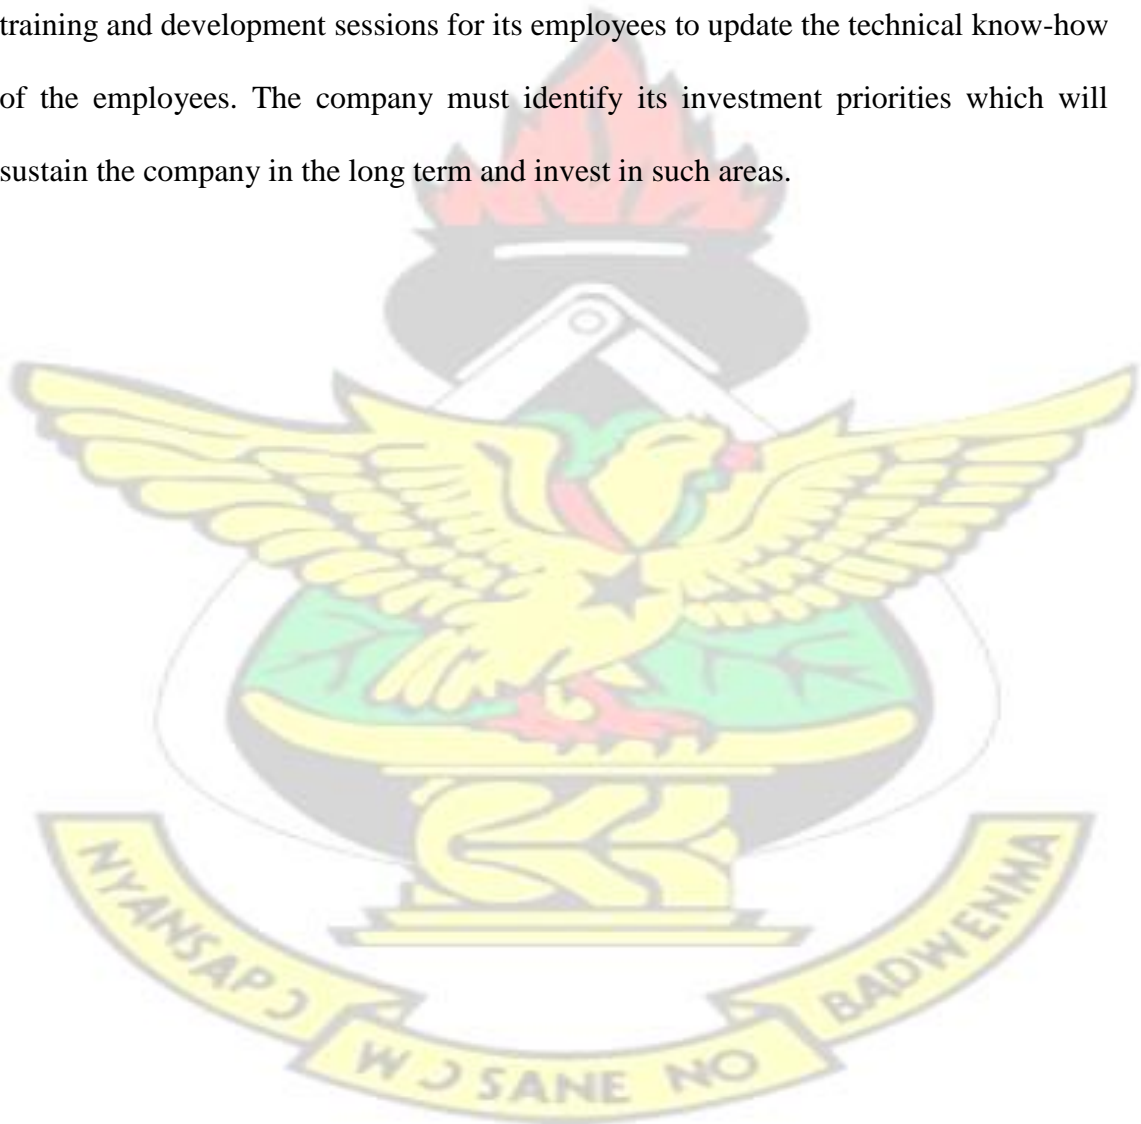 training and development sessions for its employees to update the technical know-how
of the employees. The company must identify its investment priorities which will
sustain the company in the long term and invest in such areas.
NYANSAPƆ
WƆ SANE NO
BADWENMA